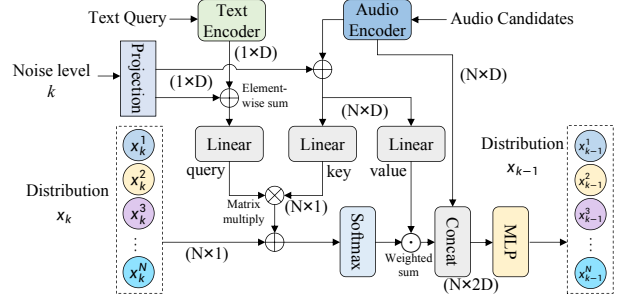 Text Query
Text
Encoder
Audio
Encoder
Audio Candidates
Noise level
k
Projection
(1×D)
(1×D)
Element-
wise sum
(N×D)
(N×D)
Linear
Linear
Linear
query
key
value
Matrix
multiply
(N×1)
Distribution
x_k
x_k^1
x_k^2
x_k^3
⋮
x_k^N
(N×1)
Softmax
Weighted
sum
Concat
(N×2D)
MLP
Distribution
x_{k-1}
x_{k-1}^1
x_{k-1}^2
x_{k-1}^3
⋮
x_{k-1}^N